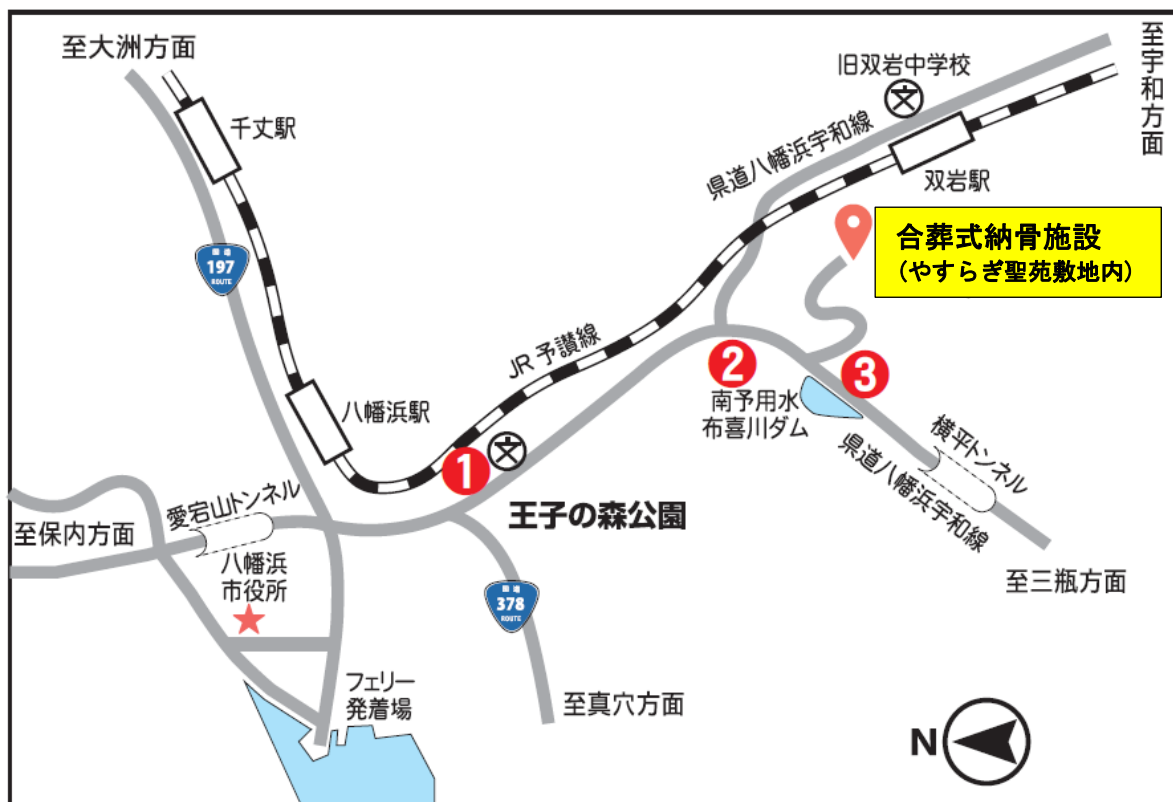 至大洲方面
千丈駅
旧双岩中学校
至宇和方面
県道八幡浜宇和線
双岩駅
合葬式納骨施設
(やすらぎ聖苑敷地内)
国道
197
ROUTE
JR予讃線
八幡浜駅
2
南予用水
布喜川ダム
3
横平トンネル
県道八幡浜宇和線
至三瓶方面
1
王子の森公園
愛宕山トンネル
至保内方面
八幡浜
市役所
国道
378
ROUTE
フェリー
発着場
至真穴方面
N